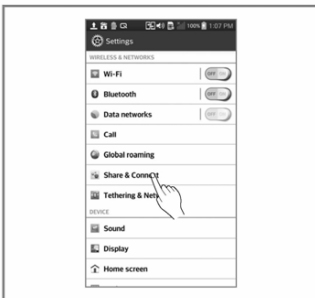 100% 1:07 PM
Settings
WIRELESS & NETWORKS
Wi-Fi
OFF
Bluetooth
OFF
Data networks
Call
Global roaming
Share & Connect
Tethering & Net
DEVICE
Sound
Display
Home screen